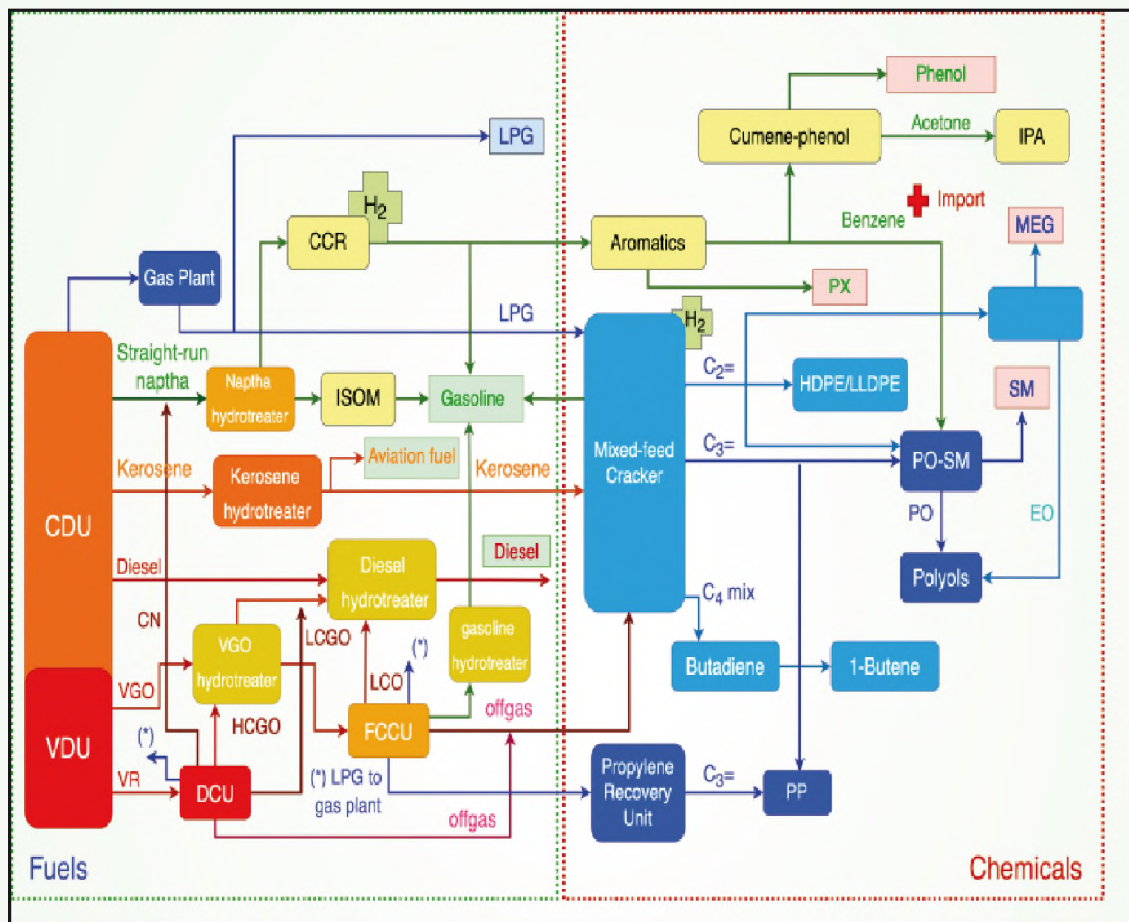 Phenol
LPG
Cumene-phenol
Acetone
IPA
H2
CCR
Import
Benzene
MEG
Aromatics
Gas Plant
PX
LPG
H2
Straight-run
naptha
Naptha
hydrotreater
ISOM
Gasoline
C2=
HDPE/LLDPE
SM
Aviation fuel
Mixed-feed
Cracker
C3=
PO-SM
Kerosene
Kerosene
hydrotreater
Kerosene
CDU
PO
EO
Diesel
Diesel
Diesel
hydrotreater
Polyols
C4 mix
CN
LCGO
VGO
hydrotreater
gasoline
hydrotreater
(*)
LCO
Butadiene
1-Butene
VGO
HCGO
FCCU
offgas
VDU
(*)
VR
DCU
(*) LPG to
gas plant
offgas
Propylene
Recovery
Unit
C3=
PP
Fuels
Chemicals